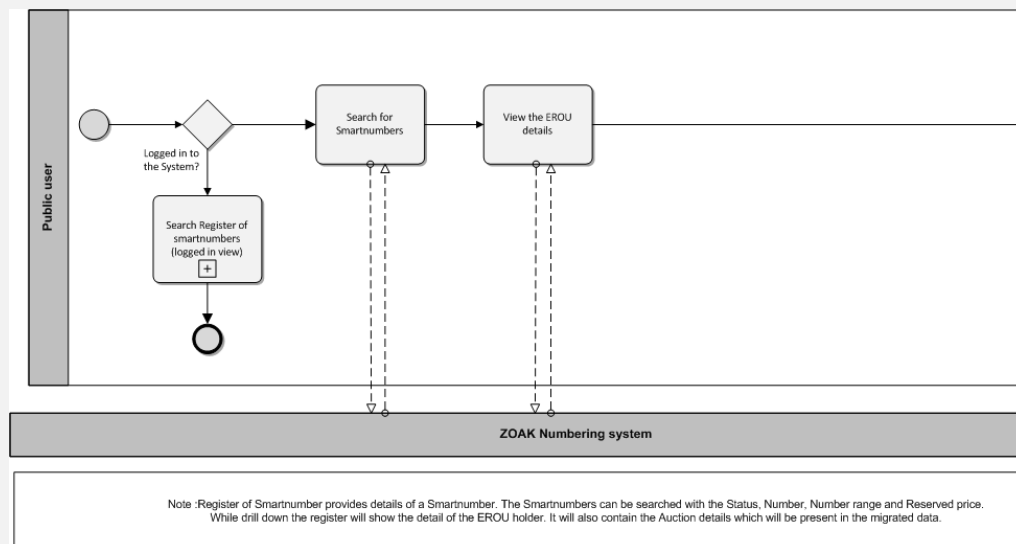 Public user
Logged in to
the System?
Search for
Smartnumbers
View the EROU
details
Search Register of
smartnumbers
(logged in view)
ZOAK Numbering system
Note :Register of Smartnumber provides details of a Smartnumber. The Smartnumbers can be searched with the Status, Number, Number range and Reserved price.
While drill down the register will show the detail of the EROU holder. It will also contain the Auction details which will be present in the migrated data.